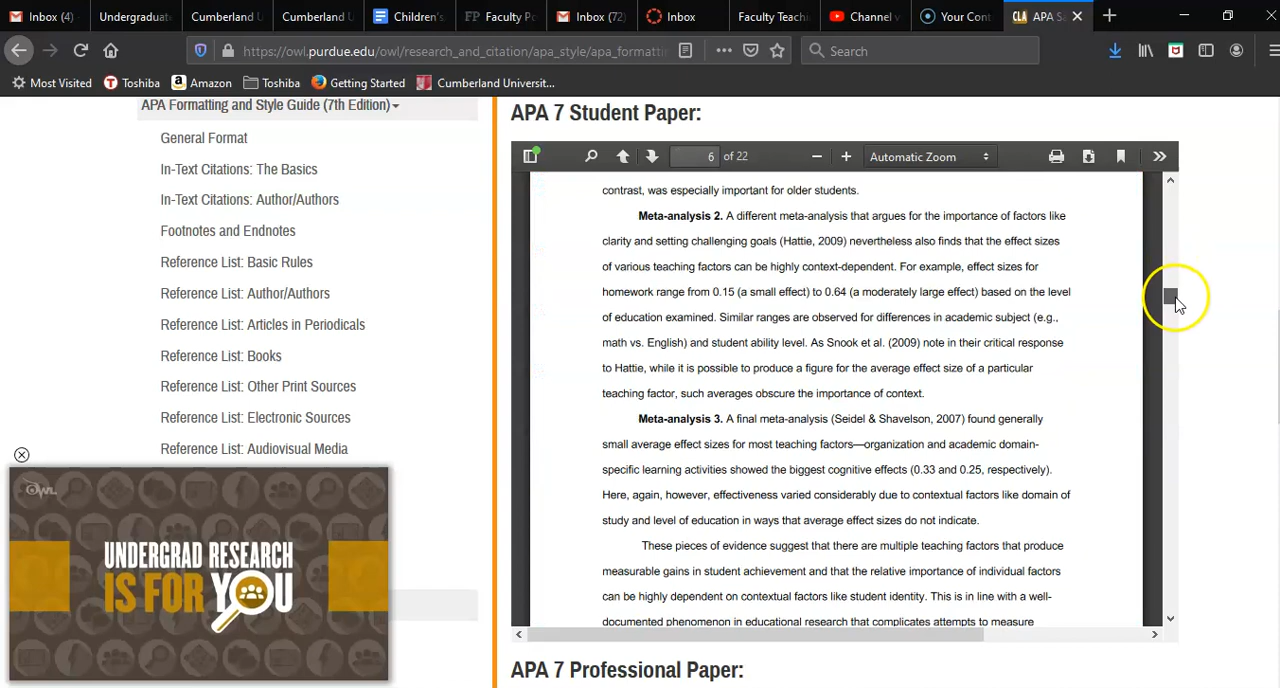 Inbox (4)
Undergraduate
Cumberland U
Cumberland U
Children's
FP Faculty Po
Inbox (72)
Inbox
Faculty Teachi
Channel v
Your Cont
CLA APA Sa
https://owl.purdue.edu/owl/research_and_citation/apa_style/apa_formattin
Search
Most Visited
Toshiba
Amazon
Toshiba
Getting Started
Cumberland Universit...
APA Formatting and Style Guide (7th Edition)
General Format
In-Text Citations: The Basics
In-Text Citations: Author/Authors
Footnotes and Endnotes
Reference List: Basic Rules
Reference List: Author/Authors
Reference List: Articles in Periodicals
Reference List: Books
Reference List: Other Print Sources
Reference List: Electronic Sources
Reference List: Audiovisual Media
OWL
UNDERGRAD RESEARCH
IS FOR YOU
APA 7 Student Paper:
6 of 22
Automatic Zoom
contrast, was especially important for older students.
Meta-analysis 2. A different meta-analysis that argues for the importance of factors like
clarity and setting challenging goals (Hattie, 2009) nevertheless also finds that the effect sizes
of various teaching factors can be highly context-dependent. For example, effect sizes for
homework range from 0.15 (a small effect) to 0.64 (a moderately large effect) based on the level
of education examined. Similar ranges are observed for differences in academic subject (e.g.,
math vs. English) and student ability level. As Snook et al. (2009) note in their critical response
to Hattie, while it is possible to produce a figure for the average effect size of a particular
teaching factor, such averages obscure the importance of context.
Meta-analysis 3. A final meta-analysis (Seidel & Shavelson, 2007) found generally
small average effect sizes for most teaching factors—organization and academic domain-
specific learning activities showed the biggest cognitive effects (0.33 and 0.25, respectively).
Here, again, however, effectiveness varied considerably due to contextual factors like domain of
study and level of education in ways that average effect sizes do not indicate.
These pieces of evidence suggest that there are multiple teaching factors that produce
measurable gains in student achievement and that the relative importance of individual factors
can be highly dependent on contextual factors like student identity. This is in line with a well-
documented phenomenon in educational research that complicates attempts to measure
APA 7 Professional Paper: